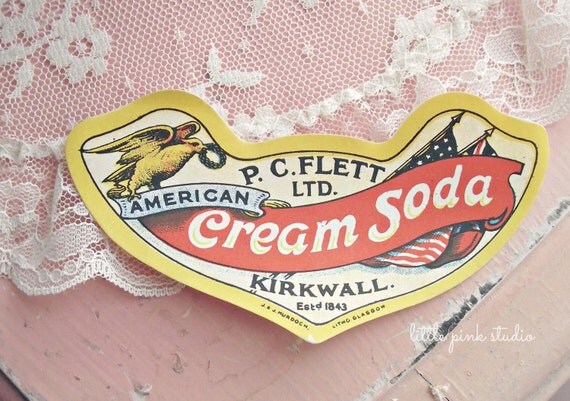 P. C. FLETT
LTD.
AMERICAN
Cream Soda
KIRKWALL.
Estd 1843
J & J. MURDOCH, LITHO GLASGOW
little pink studio